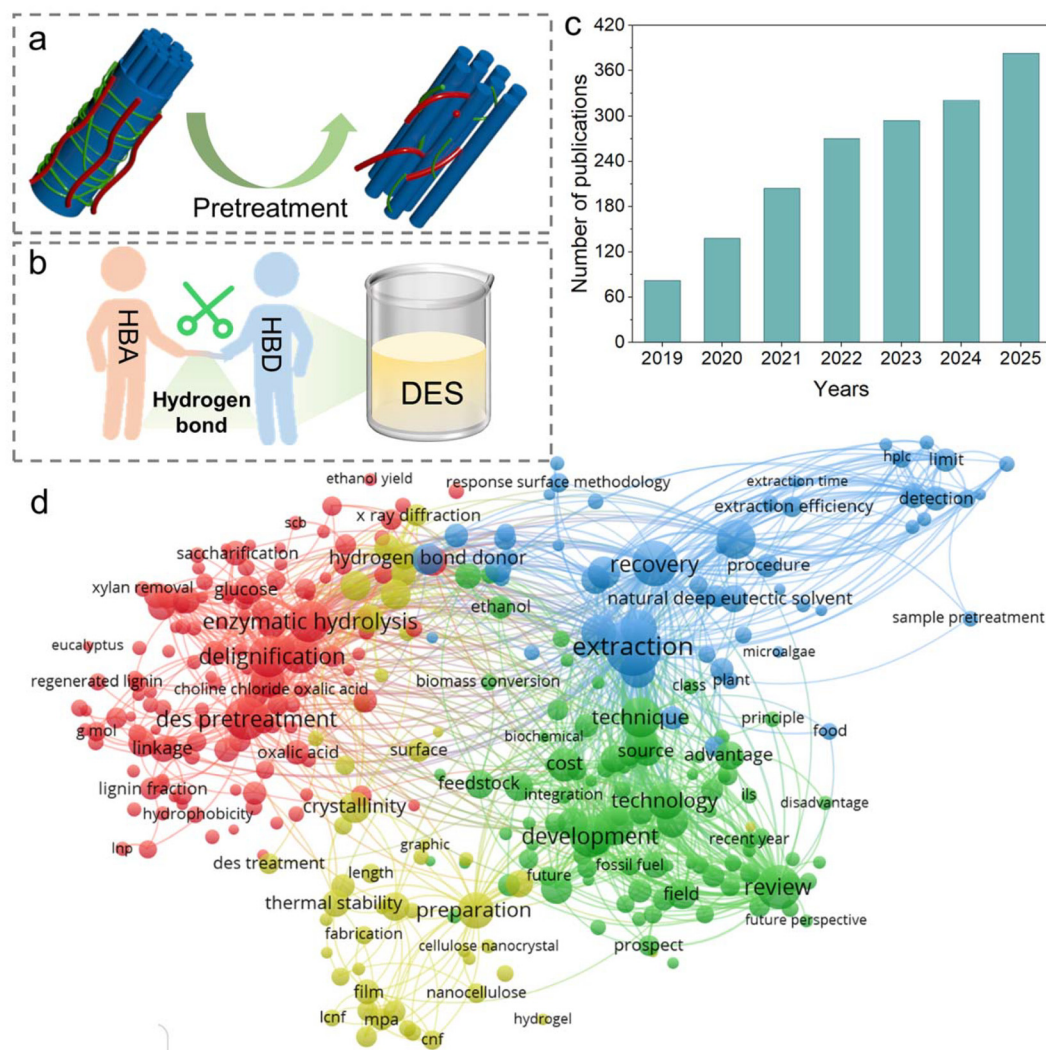 a
Pretreatment
b
HBA
HBD
Hydrogen
bond
DES
c
Number of publications
420
360
300
240
180
120
60
0
2019 2020 2021 2022 2023 2024 2025
Years
d
ethanol yield
response surface methodology
hplc
limit
extraction time
scb
x ray diffraction
extraction efficiency
detection
saccharification
hydrogen bond donor
recovery
procedure
xylan removal
glucose
ethanol
natural deep eutectic solvent
enzymatic hydrolysis
sample pretreatment
eucalyptus
delignification
extraction
microalgae
regenerated lignin
choline chloride oxalic acid
biomass conversion
class
plant
g mol
des pretreatment
technique
principle
linkage
oxalic acid
surface
biochemical
source
advantage
food
lignin fraction
feedstock
cost
integration
technology
ils
disadvantage
hydrophobicity
crystallinity
development
recent year
lnp
des treatment
graphic
future
fossil fuel
length
thermal stability
preparation
field
review
fabrication
future perspective
cellulose nanocrystal
prospect
film
nanocellulose
lcnf
mpa
cnf
hydrogel